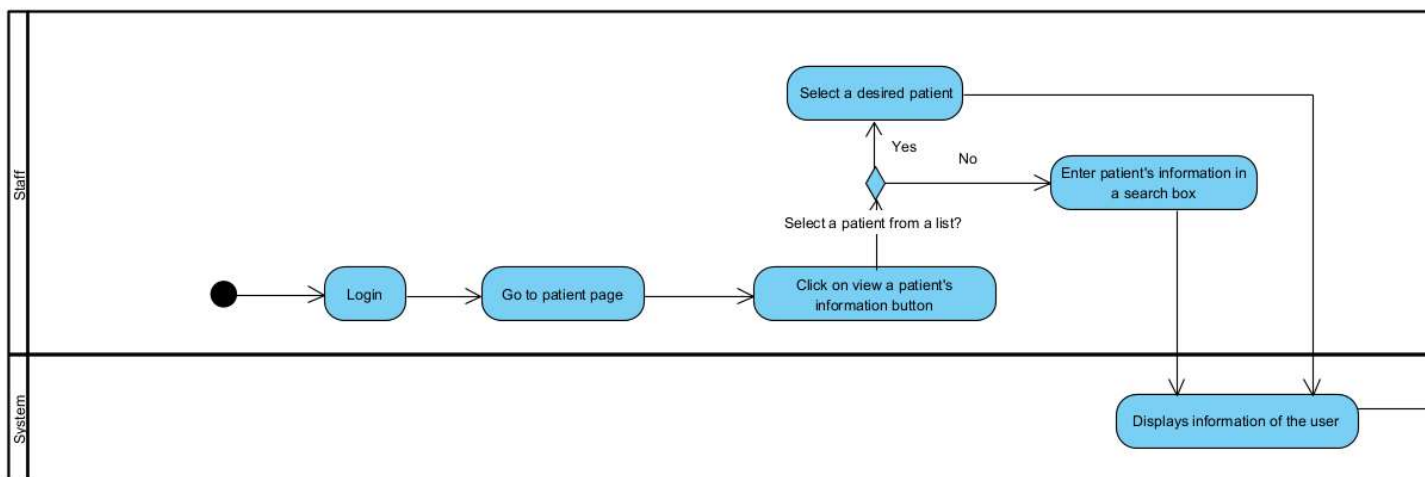 Staff
Select a desired patient
Yes
No
Enter patient's information in
a search box
Select a patient from a list?
Login
Go to patient page
Click on view a patient's
information button
System
Displays information of the user